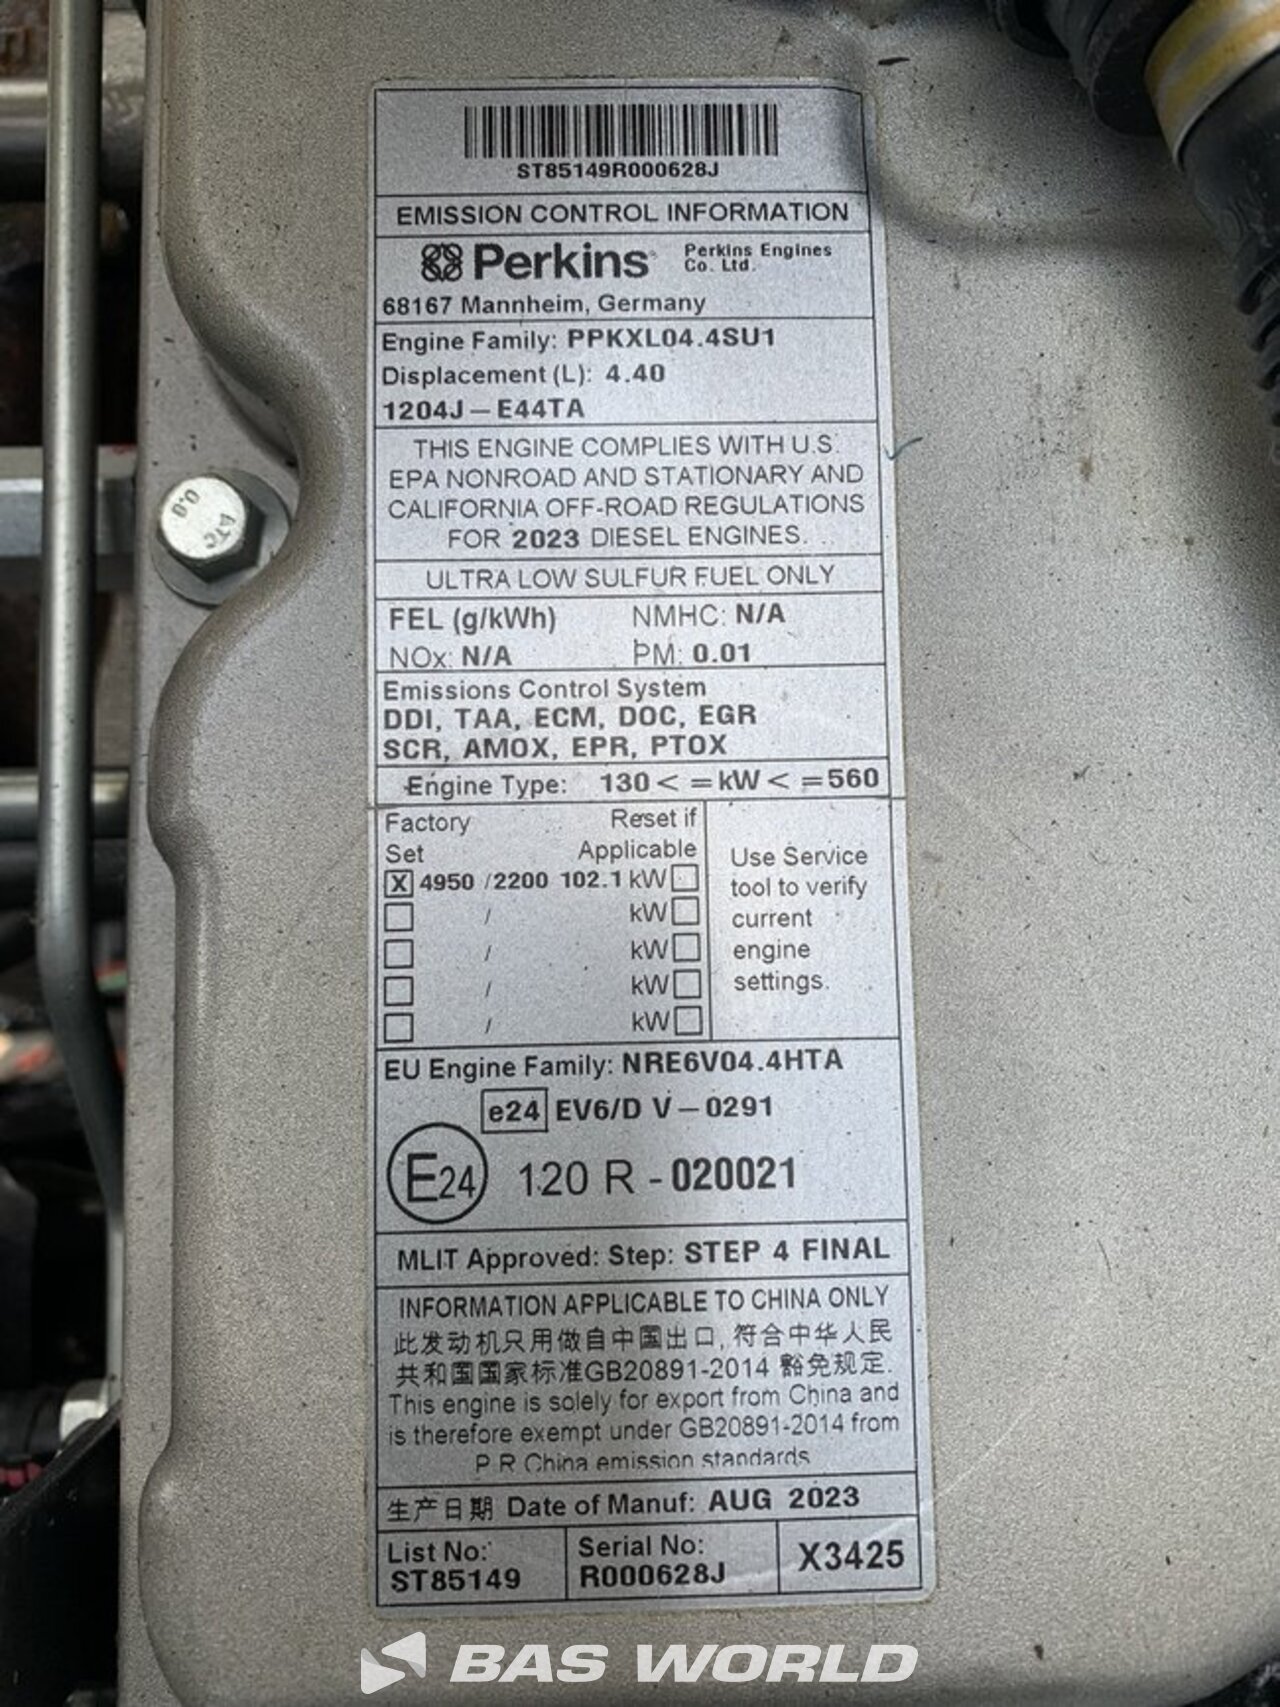 ST85149R000628J
EMISSION CONTROL INFORMATION
Perkins Perkins Engines
Co. Ltd.
68167 Mannheim, Germany
Engine Family: PPKXL04.4SU1
Displacement (L): 4.40
1204J-E44TA
THIS ENGINE COMPLIES WITH U.S.
EPA NONROAD AND STATIONARY AND
CALIFORNIA OFF-ROAD REGULATIONS
FOR 2023 DIESEL ENGINES.
ULTRA LOW SULFUR FUEL ONLY
FEL (g/kWh) NMHC: N/A
NOx: N/A PM: 0.01
Emissions Control System
DDI, TAA, ECM, DOC, EGR
SCR, AMOX, EPR, PTOX
Engine Type: 130 < =kW < =560
Factory Reset if
Set Applicable
X 4950 /2200 102.1 kW
/ kW
/ kW
/ kW
/ kW
Use Service
tool to verify
current
engine
settings.
EU Engine Family: NRE6V04.4HTA
e24 EV6/D V-0291
E24 120 R - 020021
MLIT Approved: Step: STEP 4 FINAL
INFORMATION APPLICABLE TO CHINA ONLY
此发动机只用做自中国出口,符合中华人民
共和国国家标准GB20891-2014 豁免规定.
This engine is solely for export from China and
is therefore exempt under GB20891-2014 from
P.R.China emission standards
生产日期 Date of Manuf: AUG 2023
List No:
ST85149
Serial No:
R000628J
X3425
BAS WORLD